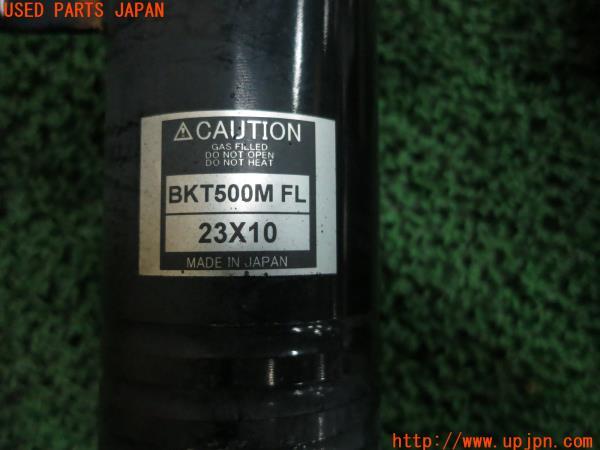 USED PARTS JAPAN
⚠CAUTION
GAS FILLED
DO NOT OPEN
DO NOT HEAT
BKT500M FL
23X10
MADE IN JAPAN
http://www.upjpn.com/